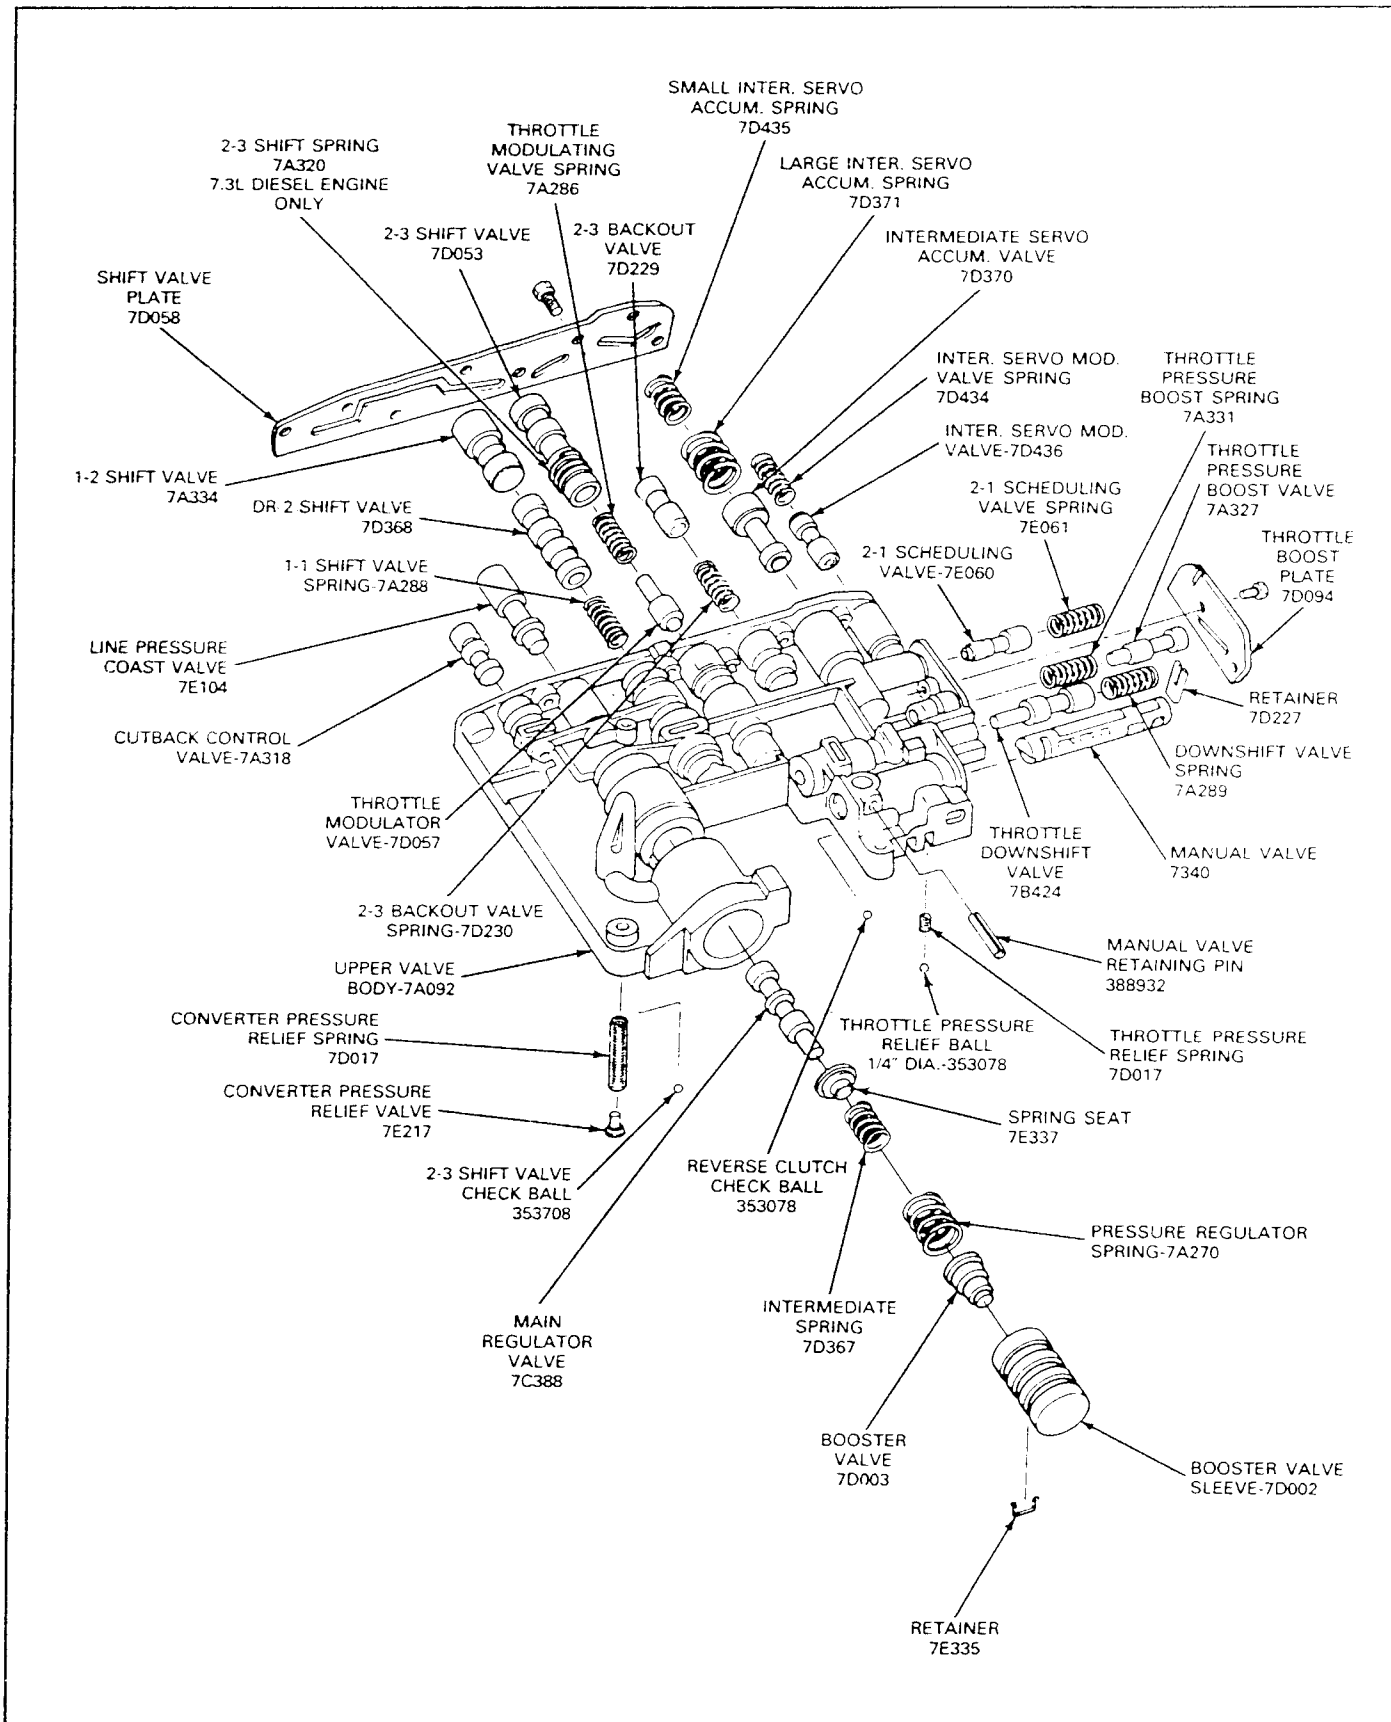 SMALL INTER. SERVO
ACCUM. SPRING
7D435
THROTTLE
MODULATING
VALVE SPRING
7A286
2-3 SHIFT SPRING
7A320
7.3L DIESEL ENGINE
ONLY
LARGE INTER. SERVO
ACCUM. SPRING
7D371
2-3 SHIFT VALVE
7D053
2-3 BACKOUT
VALVE
7D229
INTERMEDIATE SERVO
ACCUM. VALVE
7D370
SHIFT VALVE
PLATE
7D058
INTER. SERVO MOD.
VALVE SPRING
7D434
THROTTLE
PRESSURE
BOOST SPRING
7A331
INTER. SERVO MOD.
VALVE-7D436
THROTTLE
PRESSURE
BOOST VALVE
7A327
1-2 SHIFT VALVE
7A334
2-1 SCHEDULING
VALVE SPRING
7E061
DR-2 SHIFT VALVE
7D368
THROTTLE
BOOST
PLATE
7D094
2-1 SCHEDULING
VALVE-7E060
1-1 SHIFT VALVE
SPRING-7A288
LINE PRESSURE
COAST VALVE
7E104
RETAINER
7D227
CUTBACK CONTROL
VALVE-7A318
DOWNSHIFT VALVE
SPRING
7A289
THROTTLE
MODULATOR
VALVE-7D057
THROTTLE
DOWNSHIFT
VALVE
7B424
MANUAL VALVE
7340
2-3 BACKOUT VALVE
SPRING-7D230
MANUAL VALVE
RETAINING PIN
388932
UPPER VALVE
BODY-7A092
CONVERTER PRESSURE
RELIEF SPRING
7D017
THROTTLE PRESSURE
RELIEF BALL
1/4" DIA.-353078
THROTTLE PRESSURE
RELIEF SPRING
7D017
CONVERTER PRESSURE
RELIEF VALVE
7E217
SPRING SEAT
7E337
2-3 SHIFT VALVE
CHECK BALL
353708
REVERSE CLUTCH
CHECK BALL
353078
PRESSURE REGULATOR
SPRING-7A270
MAIN
REGULATOR
VALVE
7C388
INTERMEDIATE
SPRING
7D367
BOOSTER
VALVE
7D003
BOOSTER VALVE
SLEEVE-7D002
RETAINER
7E335